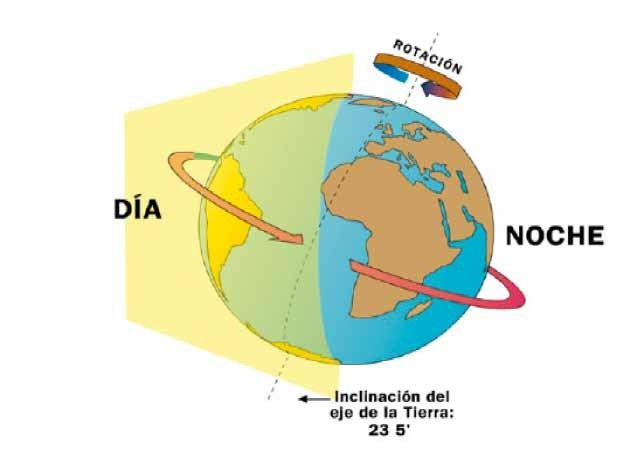 ROTACIÓN
DÍA
NOCHE
Inclinación del
eje de la Tierra:
23 5'